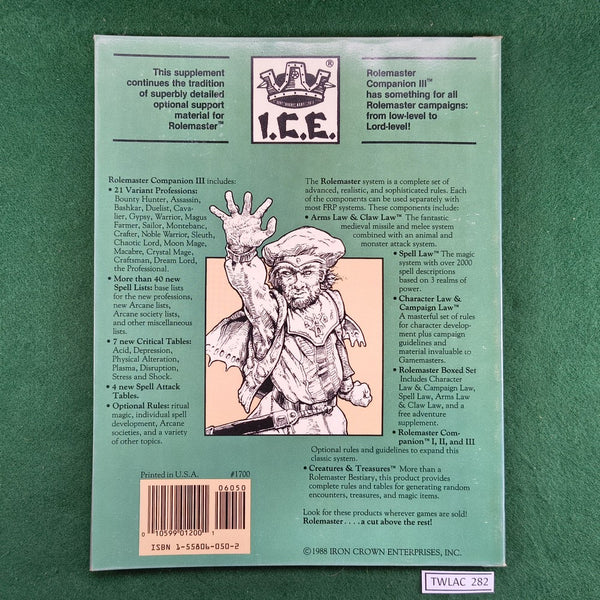 This supplement
continues the tradition
of superbly detailed
optional support
material for
Rolemaster™
®
I.C.E.
Rolemaster
Companion III™
has something for all
Rolemaster campaigns:
from low-level to
Lord-level!
Rolemaster Companion III includes:
• 21 Variant Professions:
Bounty Hunter, Assassin,
Bashkar, Duelist, Cava-
lier, Gypsy, Warrior, Magus
Farmer, Sailor, Montebanc,
Crafter, Noble Warrior, Sleuth,
Chaotic Lord, Moon Mage,
Macabre, Crystal Mage,
Craftsman, Dream Lord,
the Professional.
• More than 40 new
Spell Lists: base lists
for the new professions,
new Arcane lists,
Arcane society lists,
and other miscellaneous
lists.
• 7 new Critical Tables:
Acid, Depression,
Physical Alteration,
Plasma, Disruption,
Stress and Shock.
• 4 new Spell Attack
Tables.
• Optional Rules: ritual
magic, individual spell
development, Arcane
societies, and a variety
of other topics.
The Rolemaster system is a complete set of
advanced, realistic, and sophisticated rules. Each
of the components can be used separately with
most FRP systems. These components include:
• Arms Law & Claw Law™ The fantastic
medieval missile and melee system
combined with an animal and
monster attack system.
• Spell Law™ The magic
system with over 2000
spell descriptions
based on 3 realms of
power.
• Character Law &
Campaign Law™
A masterful set of rules
for character develop-
ment plus campaign
guidelines and
material invaluable to
Gamemasters.
• Rolemaster Boxed Set
Includes Character Law
& Campaign Law,
Spell Law, Arms Law
& Claw Law, and a
free adventure
supplement.
• Rolemaster Com-
panion™ I, II, and III
Optional rules and guidelines to expand this
classic system.
• Creatures & Treasures™ More than a
Rolemaster Bestiary, this product provides
complete rules and tables for generating random
encounters, treasures, and magic items.
Look for these products wherever games are sold!
Rolemaster . . . . a cut above the rest!
Printed in U.S.A. #1700
06050
0 10599 01200 1
ISBN 1-55806-050-2
©1988 IRON CROWN ENTERPRISES, INC.
TWLAC 282